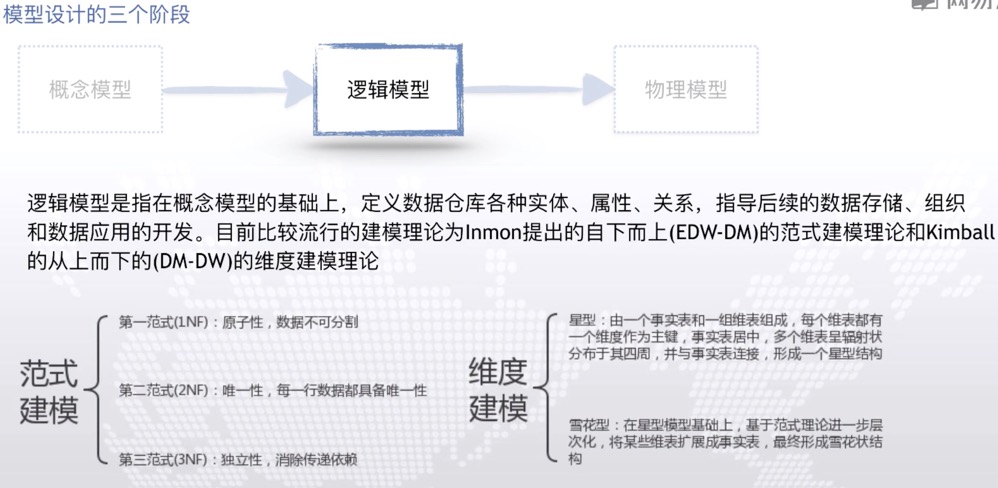 模型设计的三个阶段
概念模型
逻辑模型
物理模型
逻辑模型是指在概念模型的基础上，定义数据仓库各种实体、属性、关系，指导后续的数据存储、组织
和数据应用的开发。目前比较流行的建模理论为Inmon提出的自下而上(EDW-DM)的范式建模理论和Kimball
的从上而下的(DM-DW)的维度建模理论
范式
建模
第一范式(1NF)：原子性，数据不可分割
第二范式(2NF)：唯一性，每一行数据都具备唯一性
第三范式(3NF)：独立性，消除传递依赖
维度
建模
星型：由一个事实表和一组维表组成，每个维表都有
一个维度作为主键，事实表居中，多个维表呈辐射状
分布于其四周，并与事实表连接，形成一个星型结构
雪花型：在星型模型基础上，基于范式理论进一步层
次化，将某些维表扩展成事实表，最终形成雪花状结
构